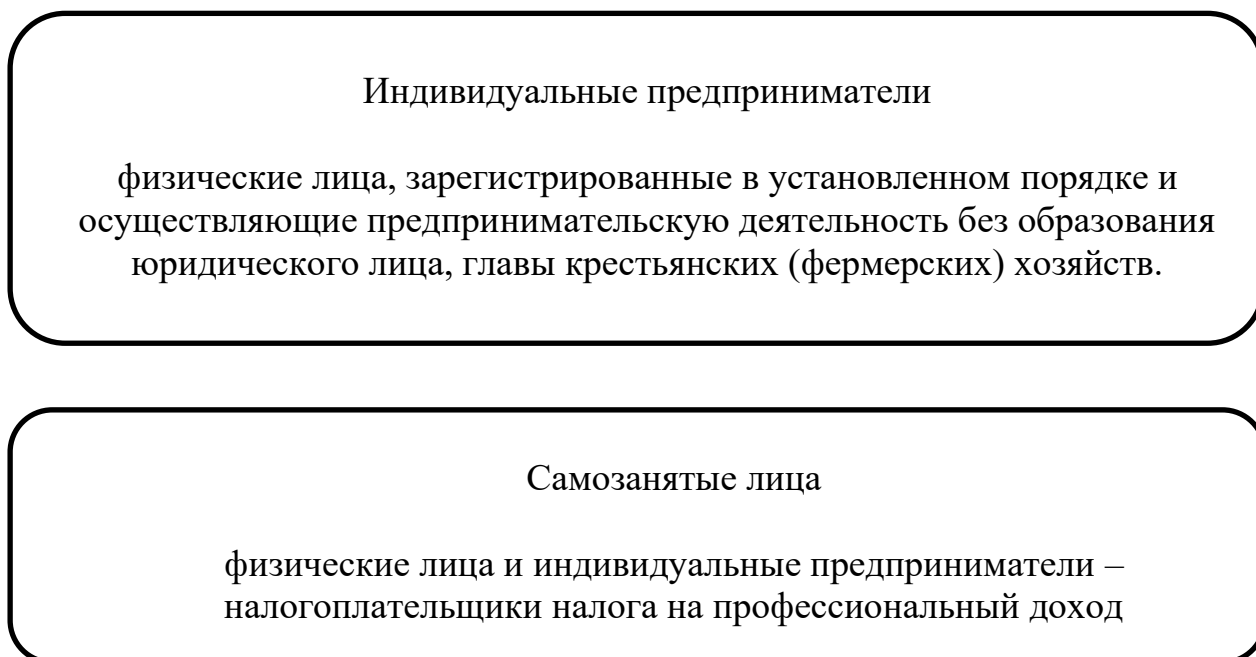 Индивидуальные предприниматели
физические лица, зарегистрированные в установленном порядке и
осуществляющие предпринимательскую деятельность без образования
юридического лица, главы крестьянских (фермерских) хозяйств.
Самозанятые лица
физические лица и индивидуальные предприниматели –
налогоплательщики налога на профессиональный доход